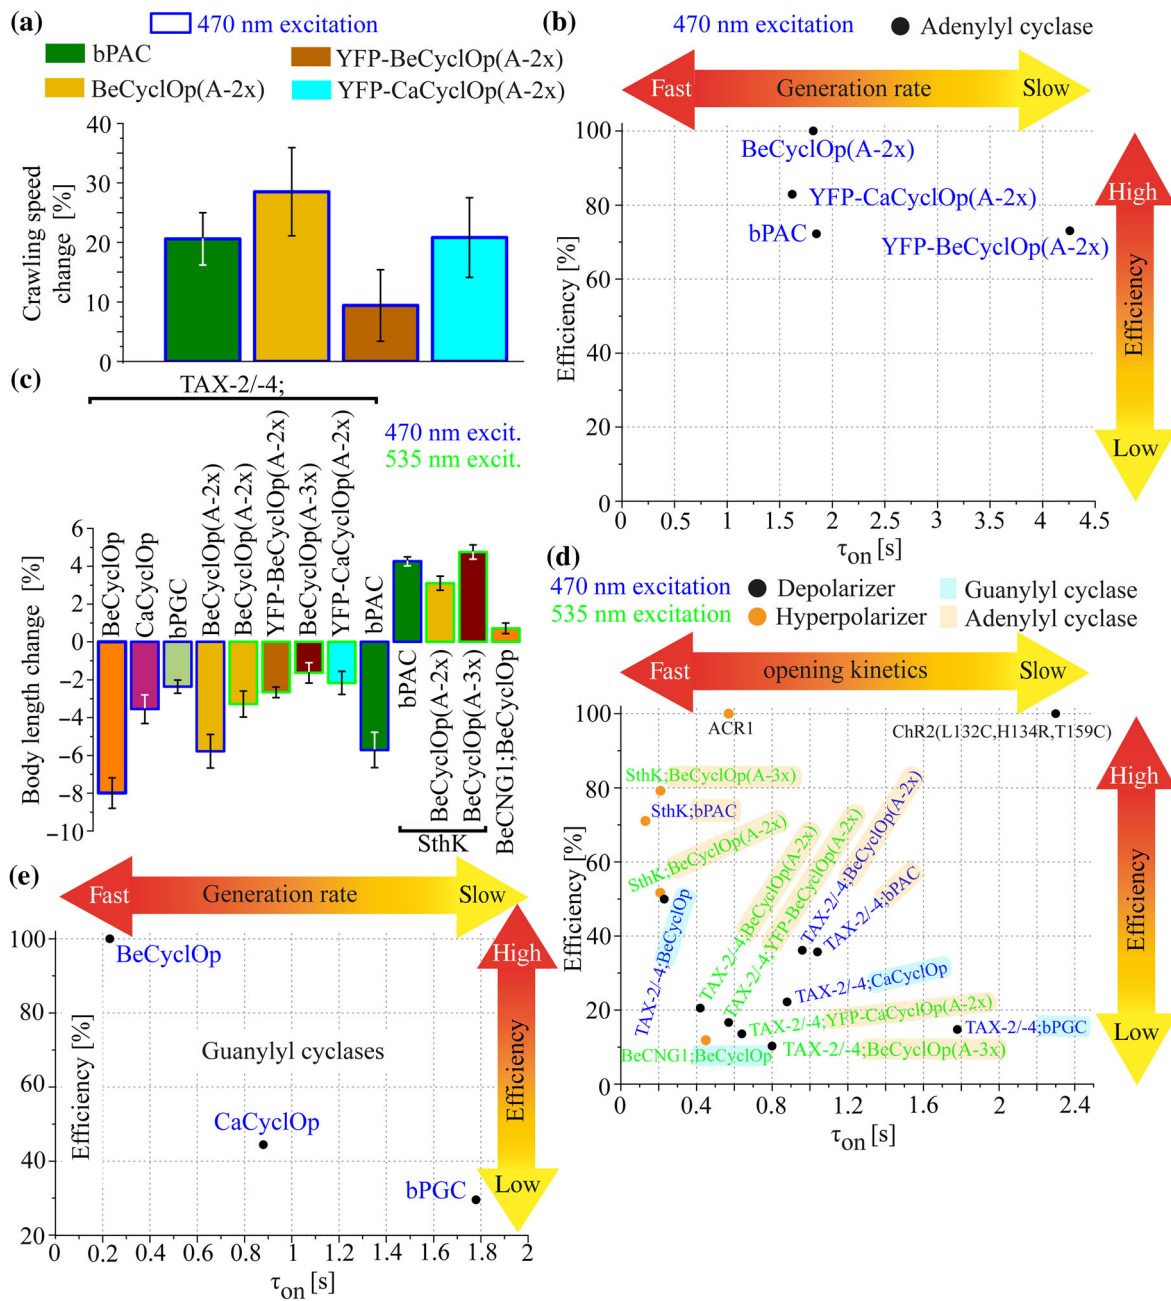 (a)
470 nm excitation
bPAC
YFP-BeCyclOp(A-2x)
BeCyclOp(A-2x)
YFP-CaCyclOp(A-2x)
Crawling speed
change [%]
40
30
20
10
0
(b)
470 nm excitation
Adenylyl cyclase
Fast
Generation rate
Slow
Efficiency [%]
100
80
60
40
20
0
BeCyclOp(A-2x)
YFP-CaCyclOp(A-2x)
bPAC
YFP-BeCyclOp(A-2x)
High
Efficiency
Low
0 0.5 1 1.5 2 2.5 3 3.5 4 4.5
τon [s]
(c)
TAX-2/-4;
470 nm excit.
535 nm excit.
Body length change [%]
6
4
2
0
−2
−4
−6
−8
−10
BeCyclOp
CaCyclOp
bPGC
BeCyclOp(A-2x)
BeCyclOp(A-2x)
YFP-BeCyclOp(A-2x)
BeCyclOp(A-3x)
YFP-CaCyclOp(A-2x)
bPAC
bPAC
BeCyclOp(A-2x)
BeCyclOp(A-3x)
BeCNG1;BeCyclOp
SthK
(d)
470 nm excitation
535 nm excitation
Depolarizer
Hyperpolarizer
Guanylyl cyclase
Adenylyl cyclase
Fast
opening kinetics
Slow
Efficiency [%]
100
80
60
40
20
0
ACR1
ChR2(L132C,H134R,T159C)
SthK;BeCyclOp(A-3x)
SthK;bPAC
SthK;BeCyclOp(A-2x)
TAX-2/-4;BeCyclOp
TAX-2/-4;BeCyclOp(A-2x)
TAX-2/-4;YFP-BeCyclOp(A-2x)
TAX-2/-4;BeCyclOp(A-2x)
TAX-2/-4;bPAC
TAX-2/-4;CaCyclOp
TAX-2/-4;YFP-CaCyclOp(A-2x)
TAX-2/-4;bPGC
BeCNG1;BeCyclOp
TAX-2/-4;BeCyclOp(A-3x)
High
Efficiency
Low
0 0.4 0.8 1.2 1.6 2 2.4
τon [s]
(e)
Fast
Generation rate
Slow
Efficiency [%]
100
80
60
40
20
BeCyclOp
Guanylyl cyclases
CaCyclOp
bPGC
High
Efficiency
Low
0 0.2 0.4 0.6 0.8 1 1.2 1.4 1.6 1.8 2
τon [s]